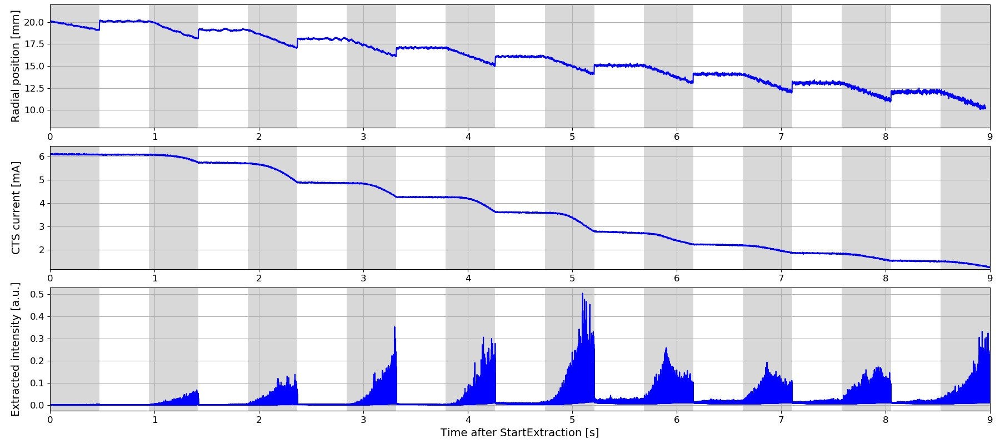 Radial position [mm]
20.0
17.5
15.0
12.5
10.0
0 1 2 3 4 5 6 7 8 9
CTS current [mA]
6
5
4
3
2
0 1 2 3 4 5 6 7 8 9
Extracted intensity [a.u.]
0.5
0.4
0.3
0.2
0.1
0.0
0 1 2 3 4 5 6 7 8 9
Time after StartExtraction [s]